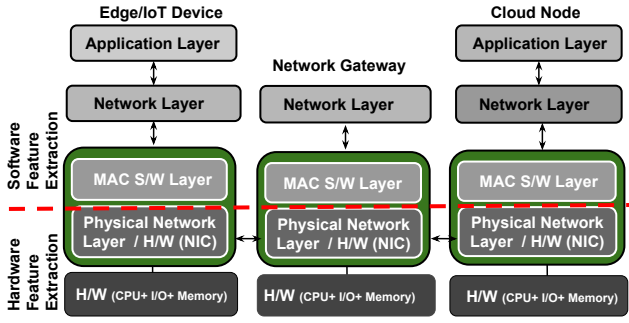 Edge/IoT Device
Cloud Node
Application Layer
Application Layer
Network Gateway
Network Layer
Network Layer
Network Layer
Software
Feature
Extraction
MAC S/W Layer
MAC S/W Layer
MAC S/W Layer
Physical Network
Layer / H/W (NIC)
Physical Network
Layer / H/W (NIC)
Physical Network
Layer / H/W (NIC)
Hardware
Feature
Extraction
H/W (CPU+ I/O+ Memory)
H/W (CPU+ I/O+ Memory)
H/W (CPU+ I/O+ Memory)